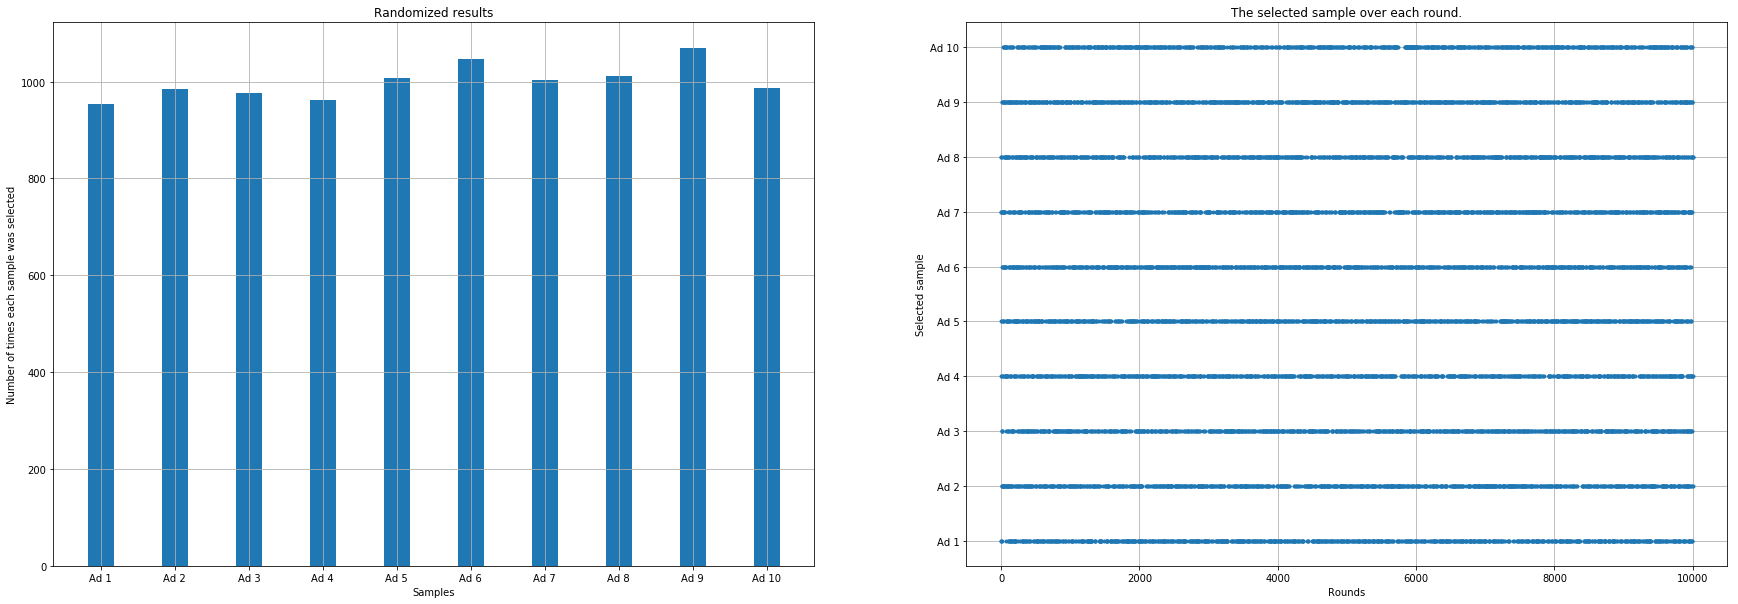 Randomized results
Number of times each sample was selected
1000
800
600
400
200
0
Ad 1 Ad 2 Ad 3 Ad 4 Ad 5 Ad 6 Ad 7 Ad 8 Ad 9 Ad 10
Samples
The selected sample over each round.
Selected sample
Ad 10
Ad 9
Ad 8
Ad 7
Ad 6
Ad 5
Ad 4
Ad 3
Ad 2
Ad 1
0 2000 4000 6000 8000 10000
Rounds